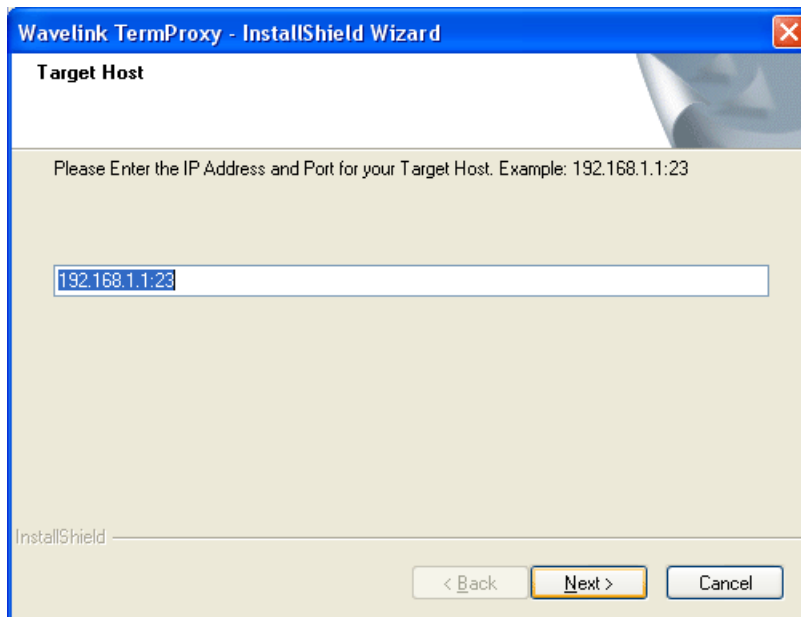 Wavelink TermProxy - InstallShield Wizard
Target Host
Please Enter the IP Address and Port for your Target Host. Example: 192.168.1.1:23
192.168.1.1:23
InstallShield
< Back Next > Cancel